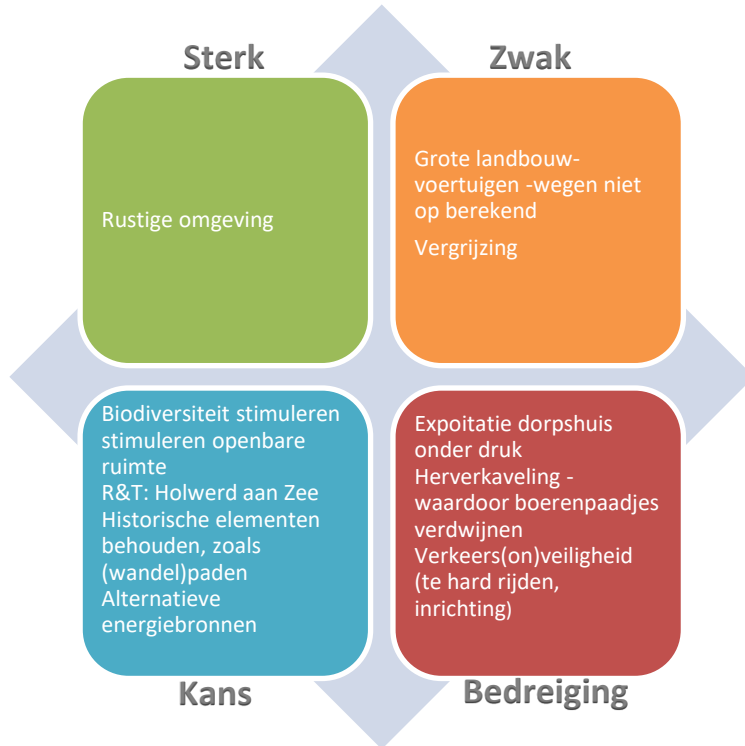 Sterk
Zwak
Rustige omgeving
Grote landbouw-
voertuigen -wegen niet
op berekend
Vergrijzing
Biodiversiteit stimuleren
stimuleren openbare
ruimte
R&T: Holwerd aan Zee
Historische elementen
behouden, zoals
(wandel)paden
Alternatieve
energiebronnen
Expoitatie dorpshuis
onder druk
Herverkaveling -
waardoor boerenpaadjes
verdwijnen
Verkeers(on)veiligheid
(te hard rijden,
inrichting)
Kans
Bedreiging